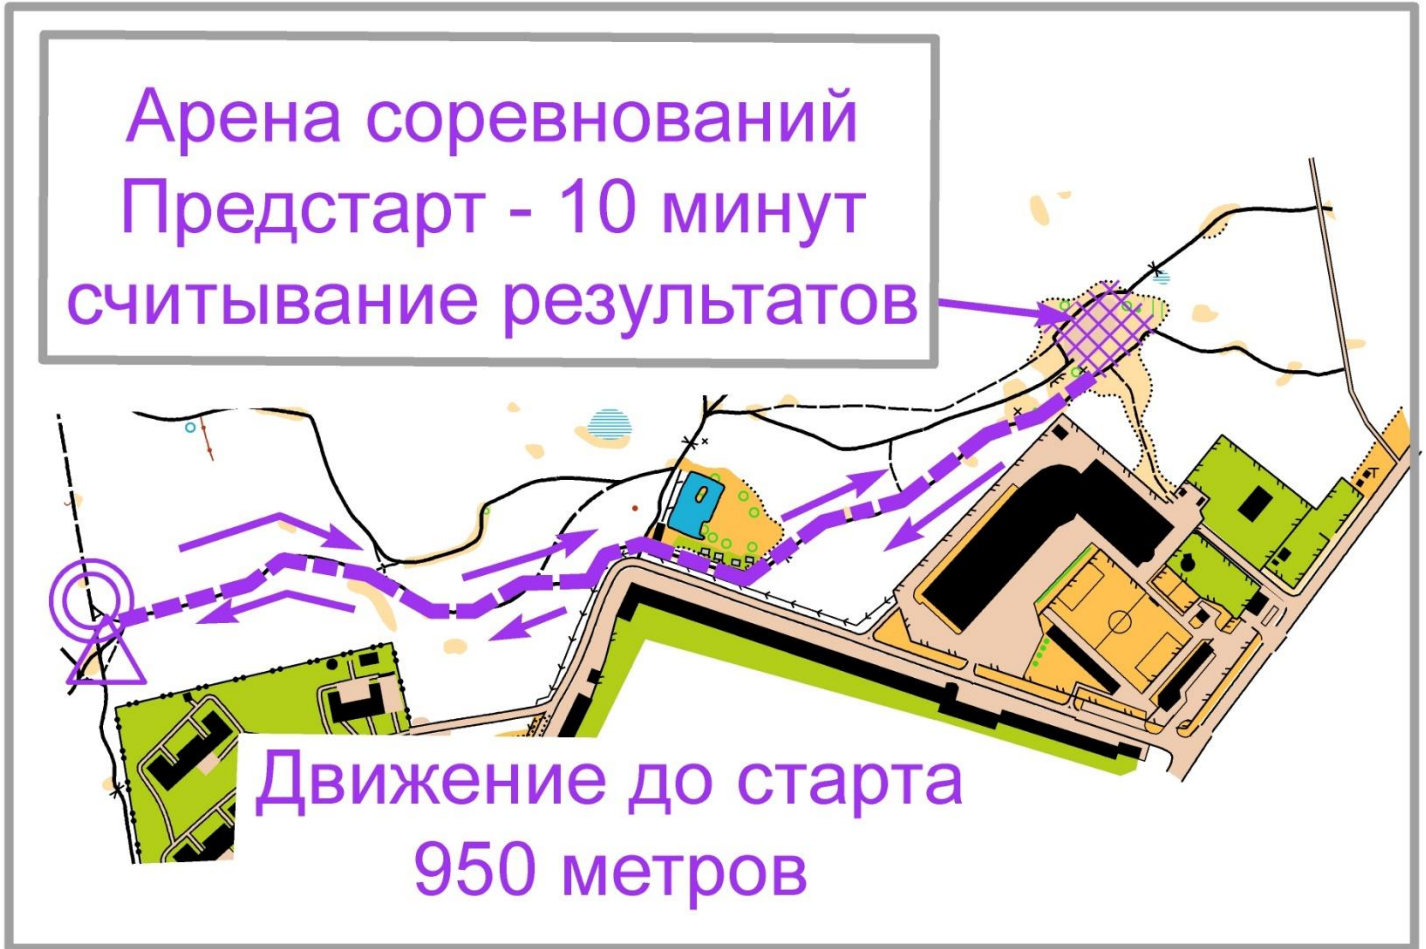 Арена соревнований
Предстарт - 10 минут
считывание результатов
Движение до старта
950 метров